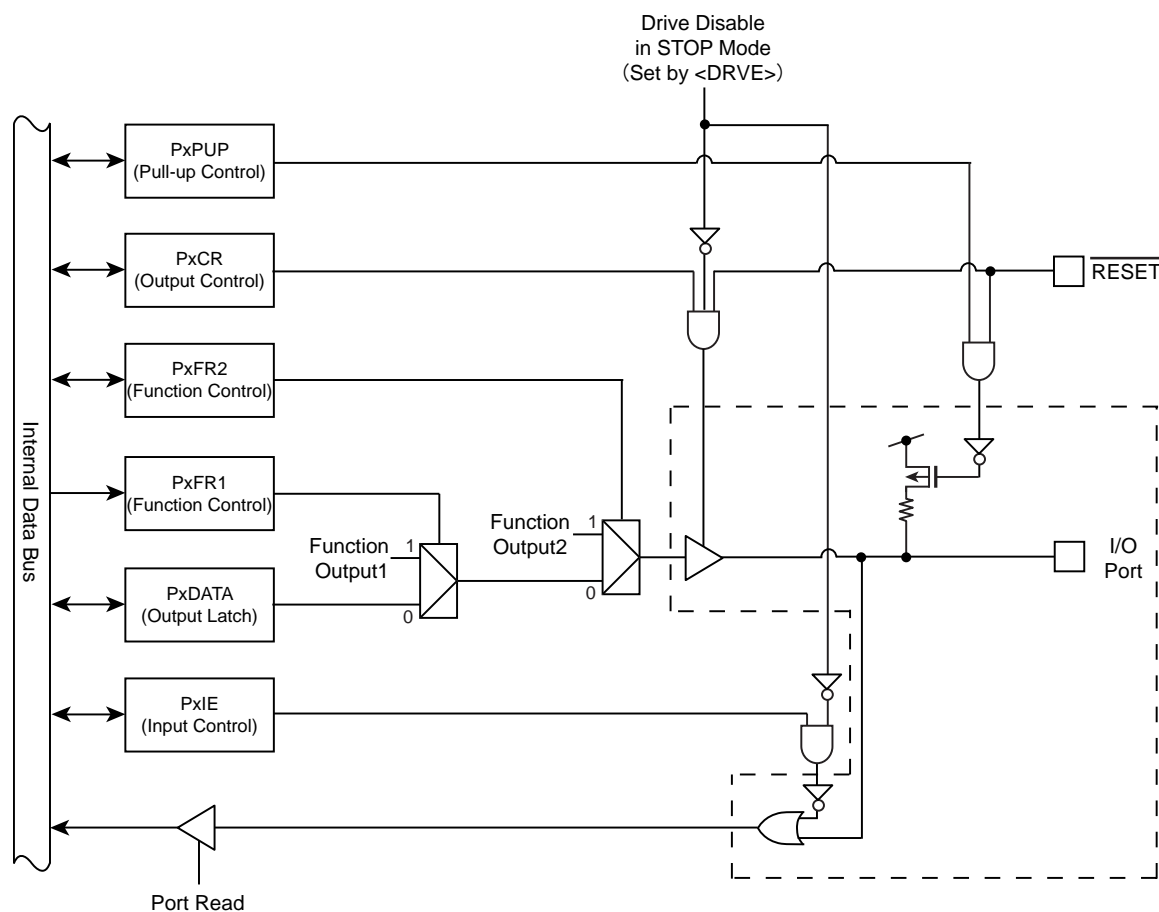 Drive Disable
in STOP Mode
(Set by <DRVE>)
PxPUP
(Pull-up Control)
PxCR
(Output Control)
RESET
PxFR2
(Function Control)
Internal Data Bus
PxFR1
(Function Control)
Function
Output1
1
0
Function
Output2
1
0
I/O
Port
PxDATA
(Output Latch)
PxIE
(Input Control)
Port Read